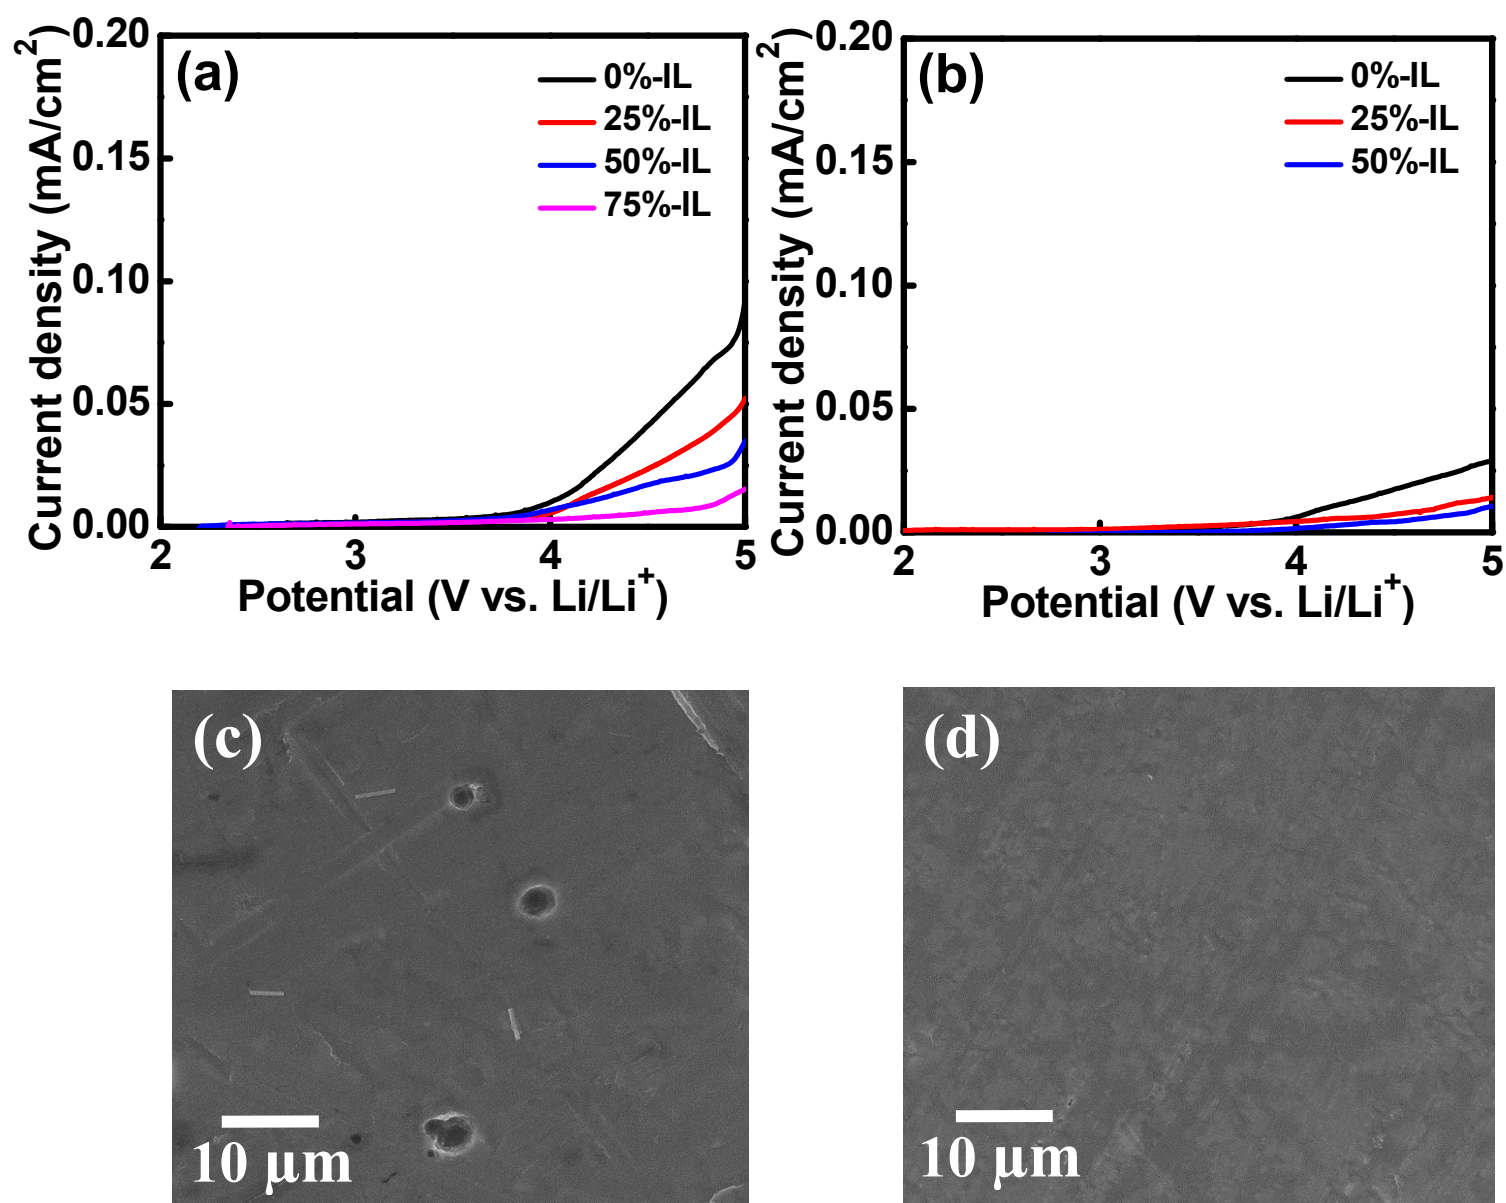 (a)
0%-IL
25%-IL
50%-IL
75%-IL
0.20
0.15
0.10
0.05
0.00
Current density (mA/cm²)
2 3 4 5
Potential (V vs. Li/Li⁺)
(b)
0%-IL
25%-IL
50%-IL
0.20
0.15
0.10
0.05
0.00
Current density (mA/cm²)
2 3 4 5
Potential (V vs. Li/Li⁺)
(c)
10 μm
(d)
10 μm